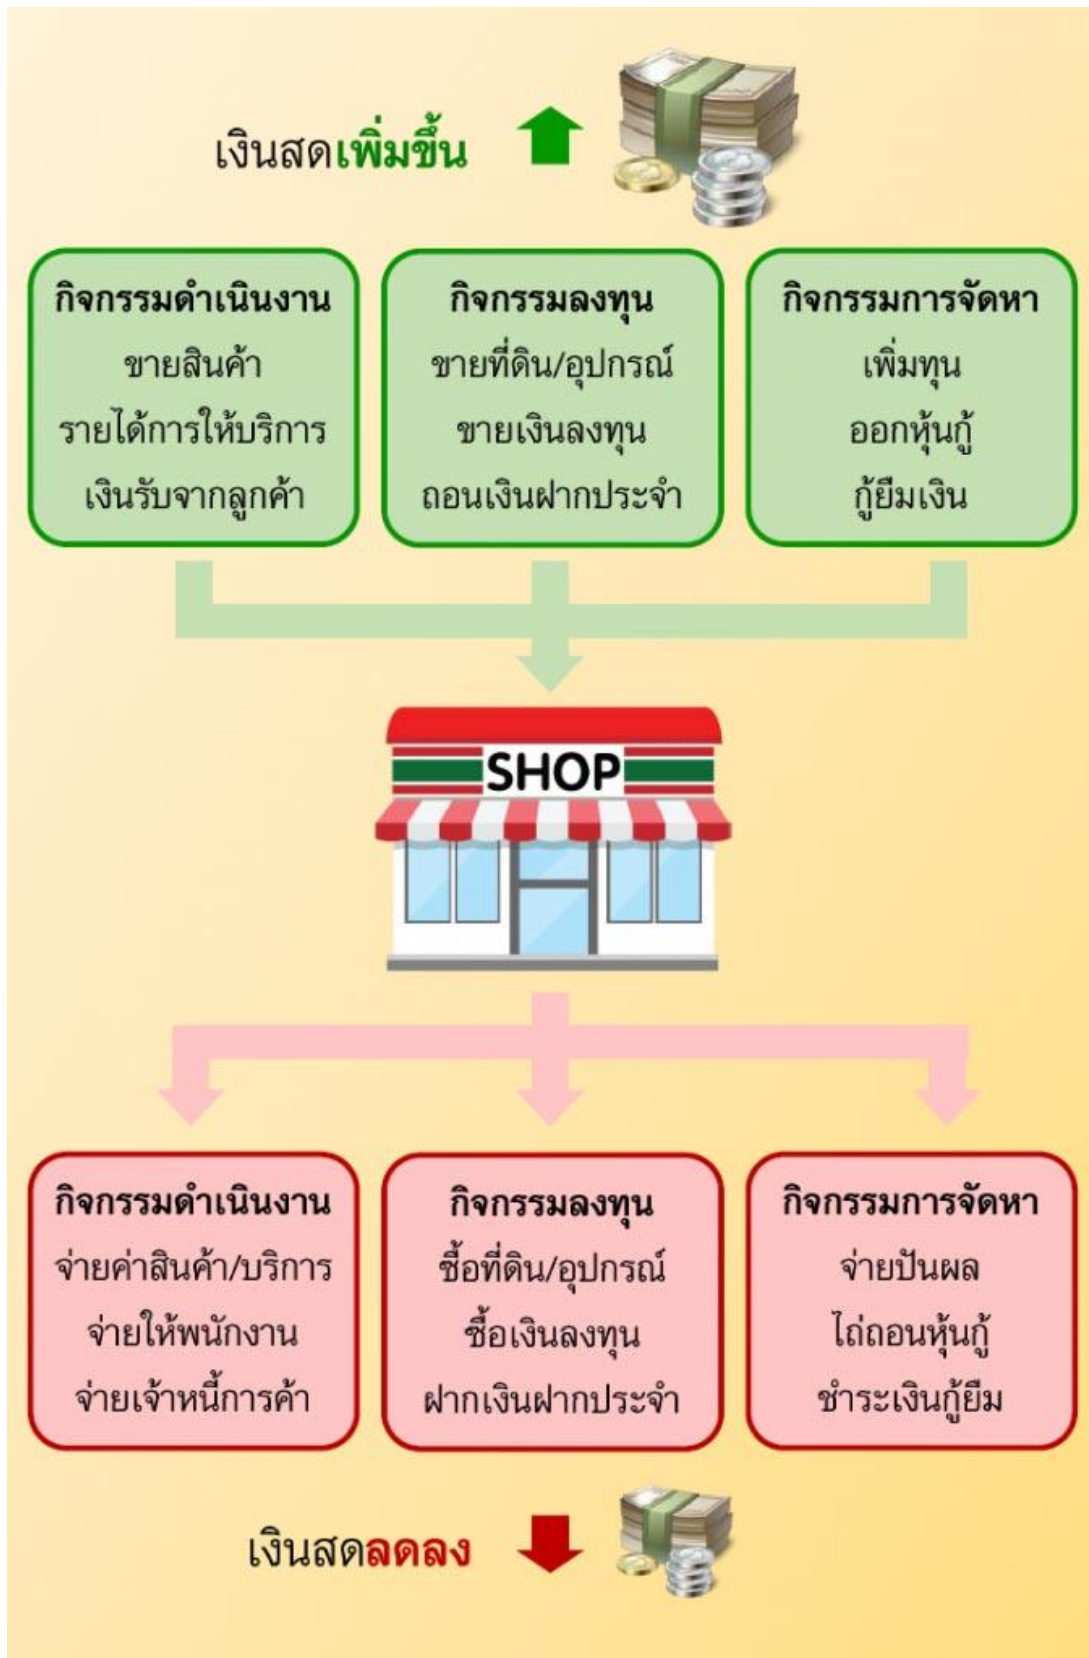 เงินสดเพิ่มขึ้น
กิจกรรมดำเนินงาน
ขายสินค้า
รายได้การให้บริการ
เงินรับจากลูกค้า
กิจกรรมลงทุน
ขายที่ดิน/อุปกรณ์
ขายเงินลงทุน
ถอนเงินฝากประจำ
กิจกรรมการจัดหา
เพิ่มทุน
ออกหุ้นกู้
กู้ยืมเงิน
SHOP
กิจกรรมดำเนินงาน
จ่ายค่าสินค้า/บริการ
จ่ายให้พนักงาน
จ่ายเจ้าหนี้การค้า
กิจกรรมลงทุน
ซื้อที่ดิน/อุปกรณ์
ซื้อเงินลงทุน
ฝากเงินฝากประจำ
กิจกรรมการจัดหา
จ่ายปันผล
ไถ่ถอนหุ้นกู้
ชำระเงินกู้ยืม
เงินสดลดลง